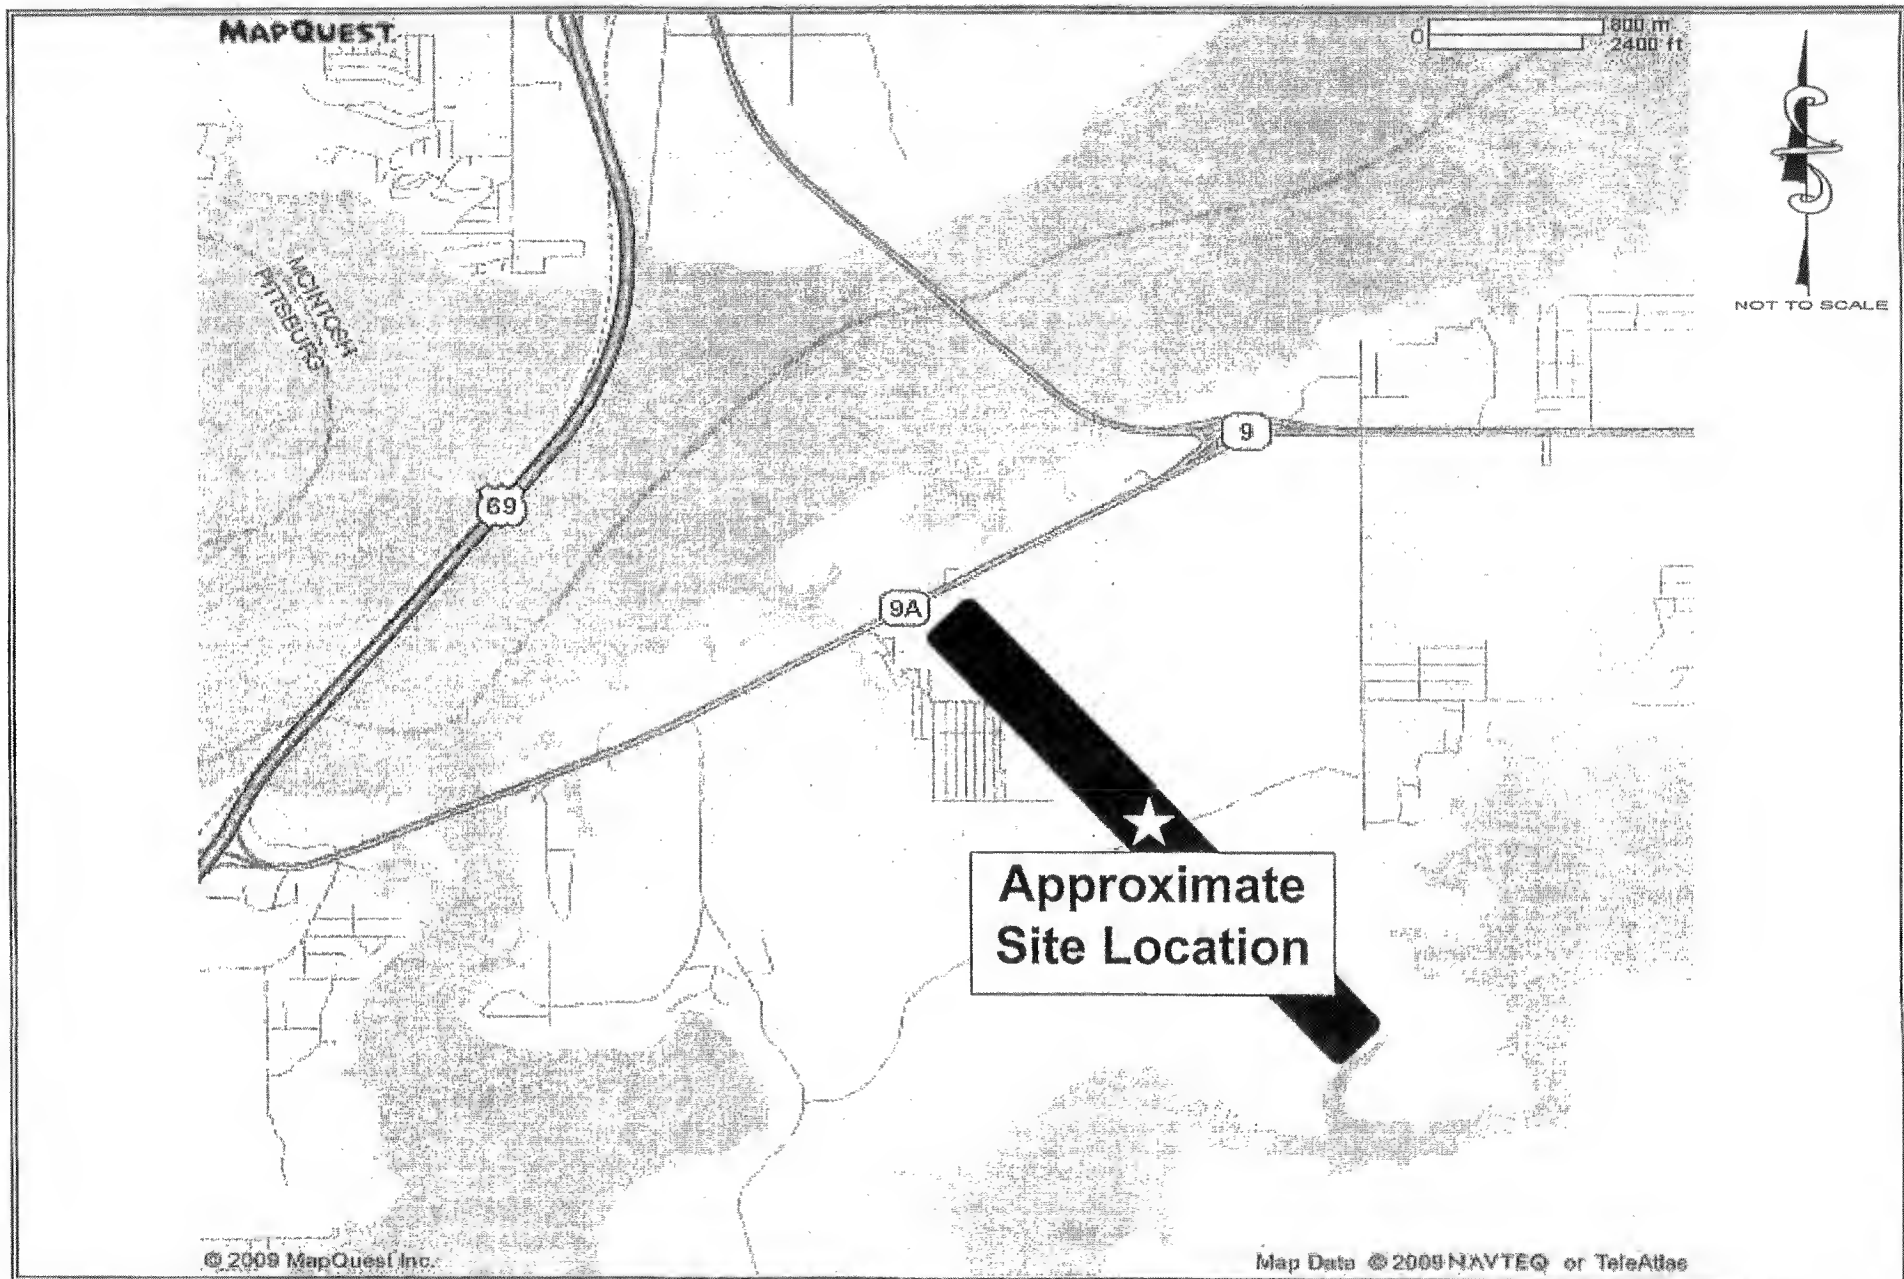 MAPQUEST.
0
800 m
2400 ft
NOT TO SCALE
MCINTOSH
PITTSBURG
9
69
9A
Approximate
Site Location
© 2009 MapQuest Inc.
Map Data © 2009 NAVTEQ or TeleAtlas